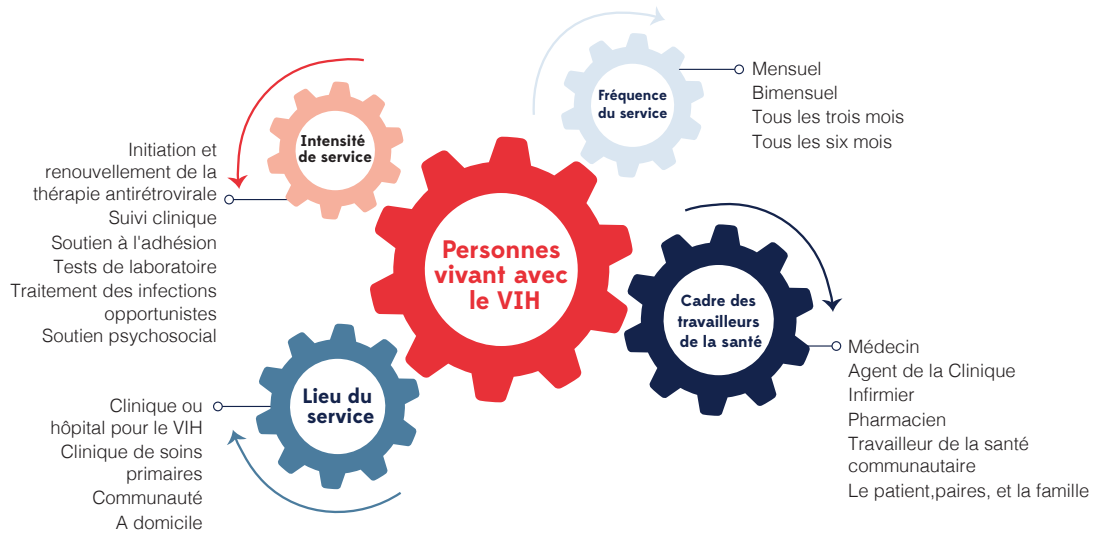 Intensité
de service
Initiation et
renouvellement de la
thérapie antirétrovirale
Suivi clinique
Soutien à l'adhésion
Tests de laboratoire
Traitement des infections
opportunistes
Soutien psychosocial
Fréquence
du service
Mensuel
Bimensuel
Tous les trois mois
Tous les six mois
Personnes
vivant avec
le VIH
Cadre des
travailleurs
de la santé
Médecin
Agent de la Clinique
Infirmier
Pharmacien
Travailleur de la santé
communautaire
Le patient,paires, et la famille
Lieu du
service
Clinique ou
hôpital pour le VIH
Clinique de soins
primaires
Communauté
A domicile